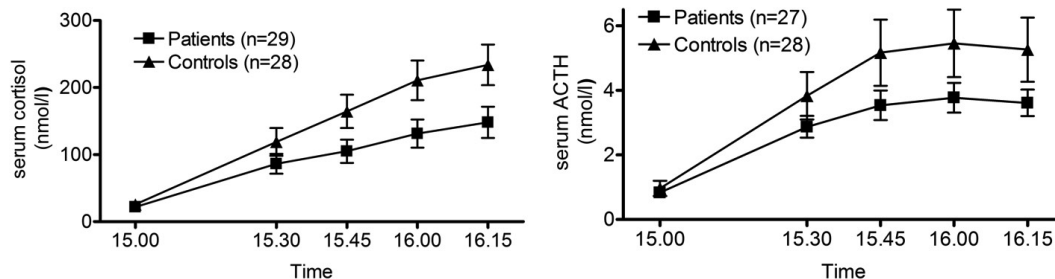 300
200
100
0
serum cortisol
(nmol/l)
Patients (n=29)
Controls (n=28)
15.00 15.30 15.45 16.00 16.15
Time
6
4
2
0
serum ACTH
(nmol/l)
Patients (n=27)
Controls (n=28)
15.00 15.30 15.45 16.00 16.15
Time